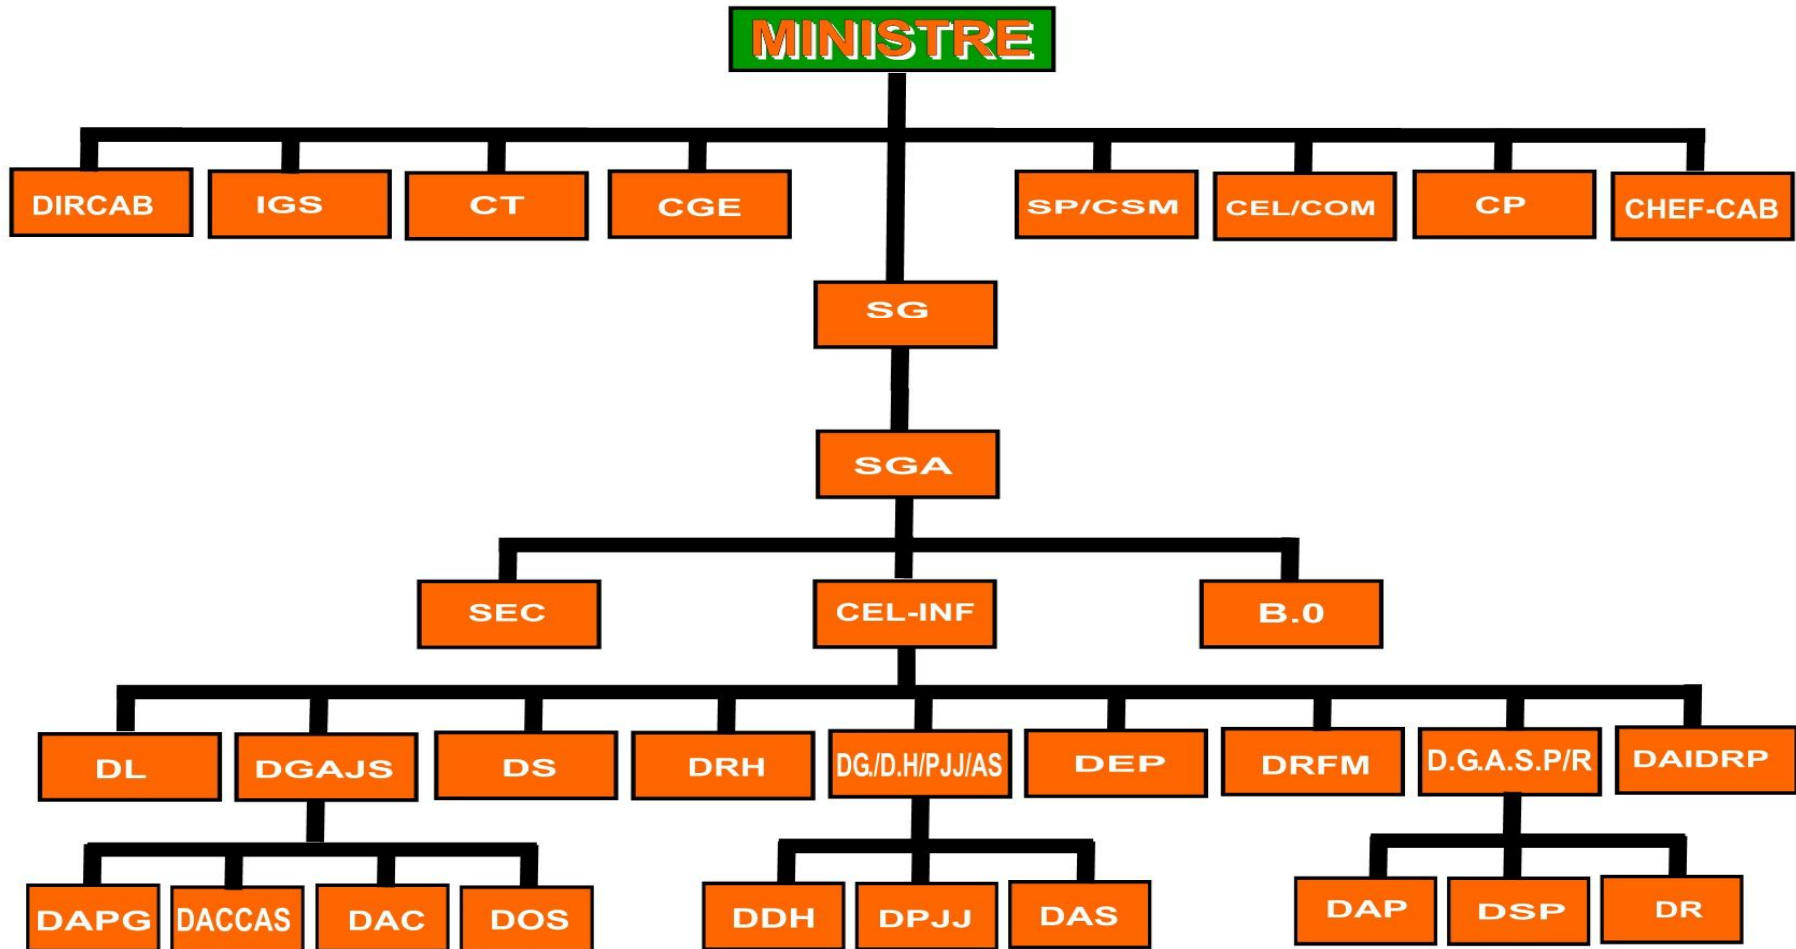 MINISTRE
DIRCAB
IGS
CT
CGE
SP/CSM
CEL/COM
CP
CHEF-CAB
SG
SGA
SEC
CEL-INF
B.0
DL
DGAJS
DS
DRH
DG./D.H/PJJ/AS
DEP
DRFM
D.G.A.S.P/R
DAIDRP
DAPG
DACCAS
DAC
DOS
DDH
DPJJ
DAS
DAP
DSP
DR